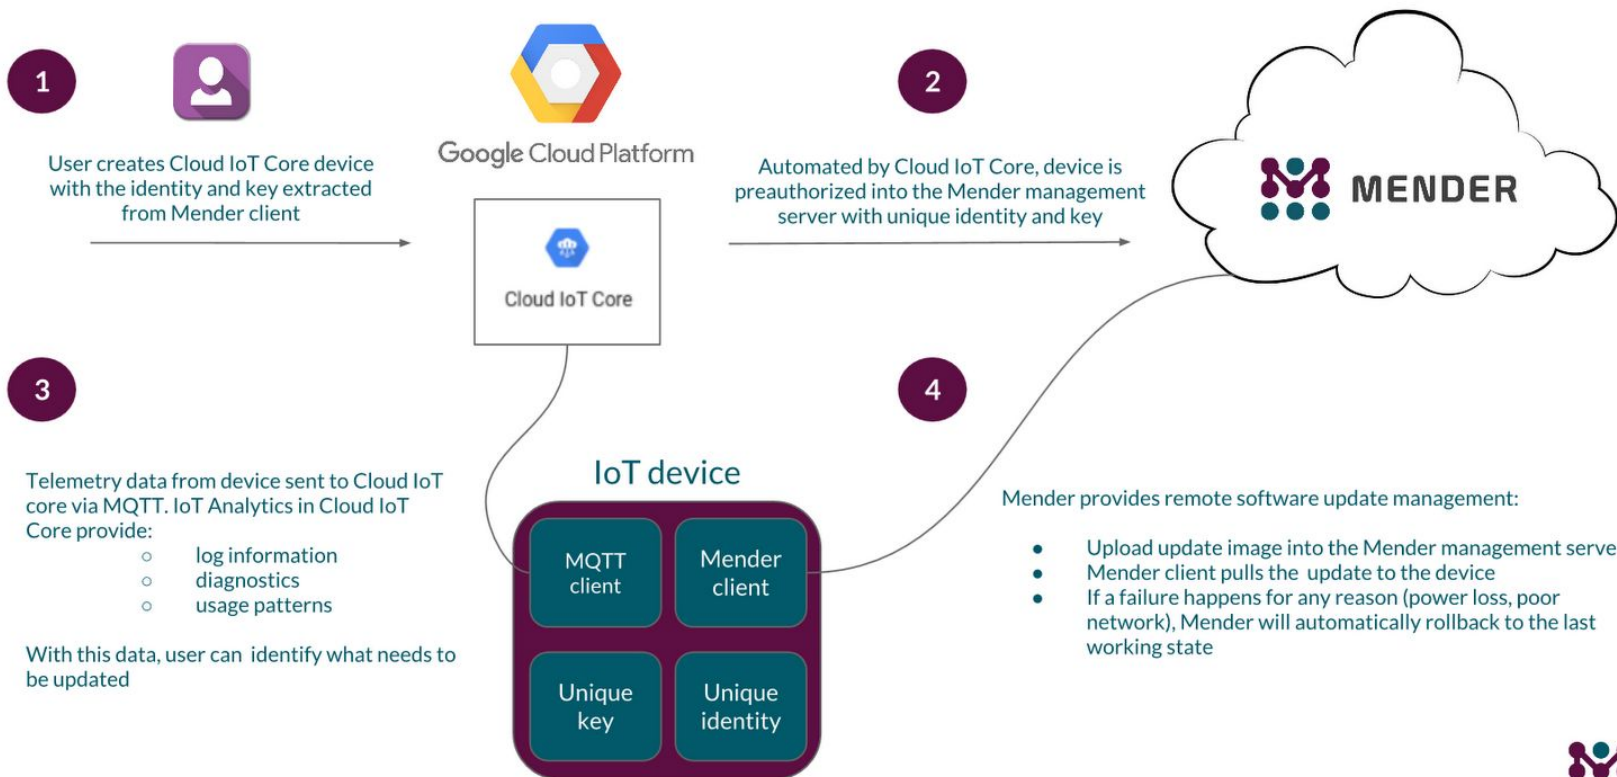 1
User creates Cloud IoT Core device
with the identity and key extracted
from Mender client
Google Cloud Platform
Cloud IoT Core
2
Automated by Cloud IoT Core, device is
preauthorized into the Mender management
server with unique identity and key
MENDER
3
Telemetry data from device sent to Cloud IoT
core via MQTT. IoT Analytics in Cloud IoT
Core provide:
○ log information
○ diagnostics
○ usage patterns
With this data, user can identify what needs to
be updated
IoT device
MQTT
client
Mender
client
Unique
key
Unique
identity
4
Mender provides remote software update management:
● Upload update image into the Mender management serve
● Mender client pulls the update to the device
● If a failure happens for any reason (power loss, poor
network), Mender will automatically rollback to the last
working state